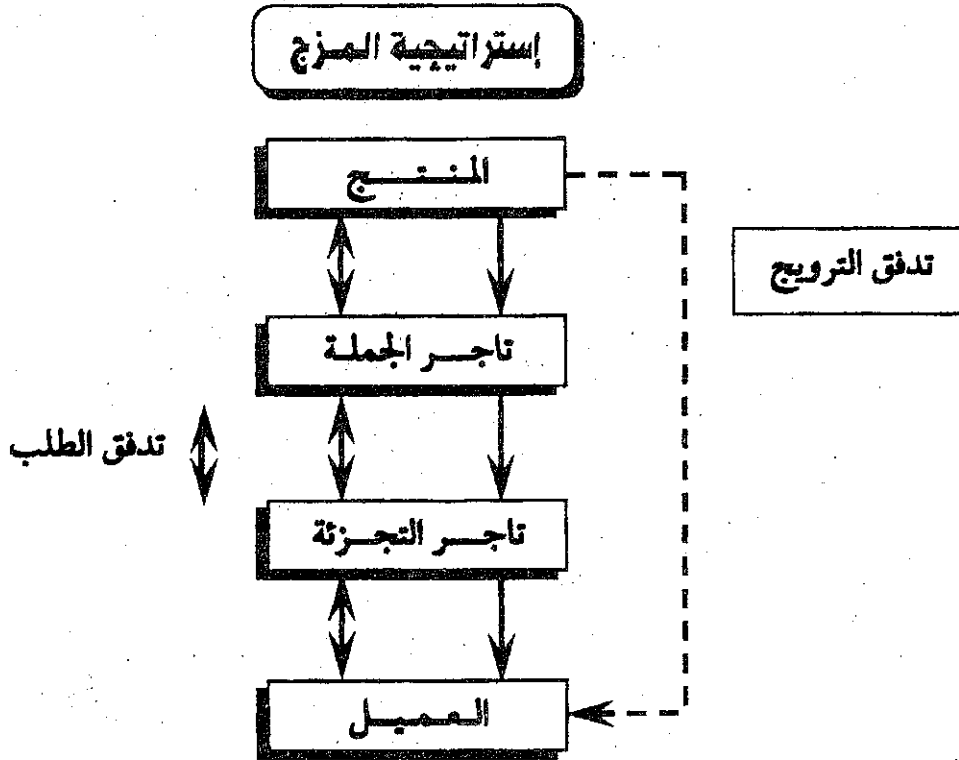 إستراتيجية المزج
المنتج
تدفق الترويج
تاجر الجملة
تدفق الطلب
تاجر التجزئة
العميل